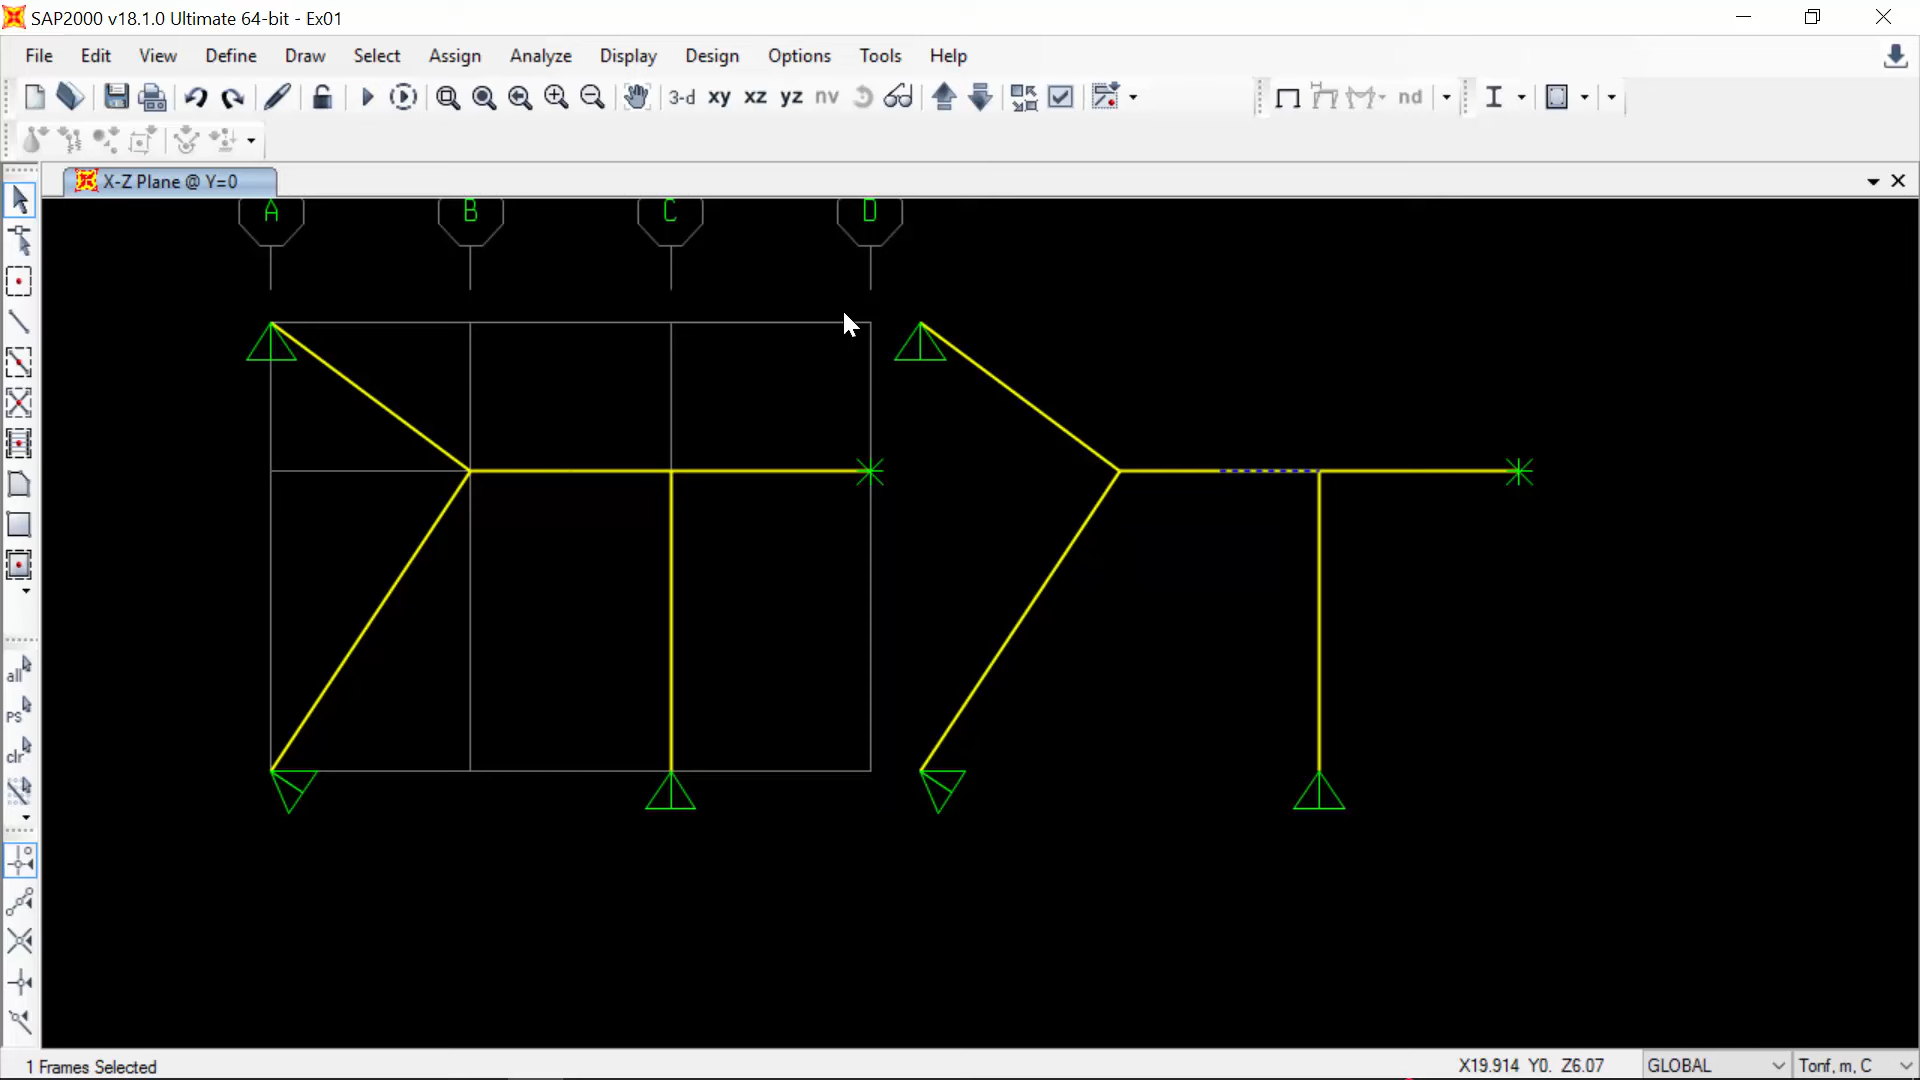 SAP2000 v18.1.0 Ultimate 64-bit - Ex01
File Edit View Define Draw Select Assign Analyze Display Design Options Tools Help
3-d xy xz yz nv nd
X-Z Plane @ Y=0
A B C D
all
PS
clr
1 Frames Selected X19.914 Y0. Z6.07 GLOBAL Tonf, m, C